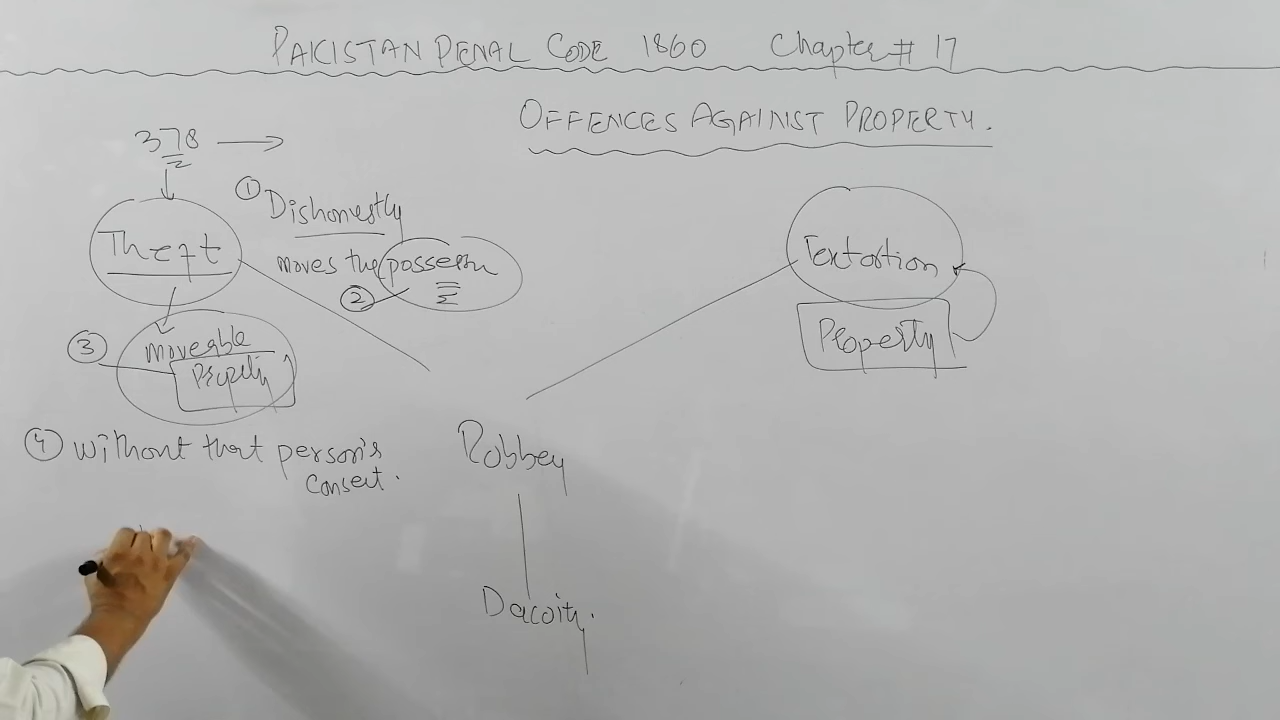 PAKISTAN PENAL CODE 1860 Chapter # 17
OFFENCES AGAINST PROPERTY.
378 →
① Dishonestly
Theft
moves the possession
②
③ moveable
Property
④ without that person's
consent.
Extortion
Property
Robbey
Dacoity.